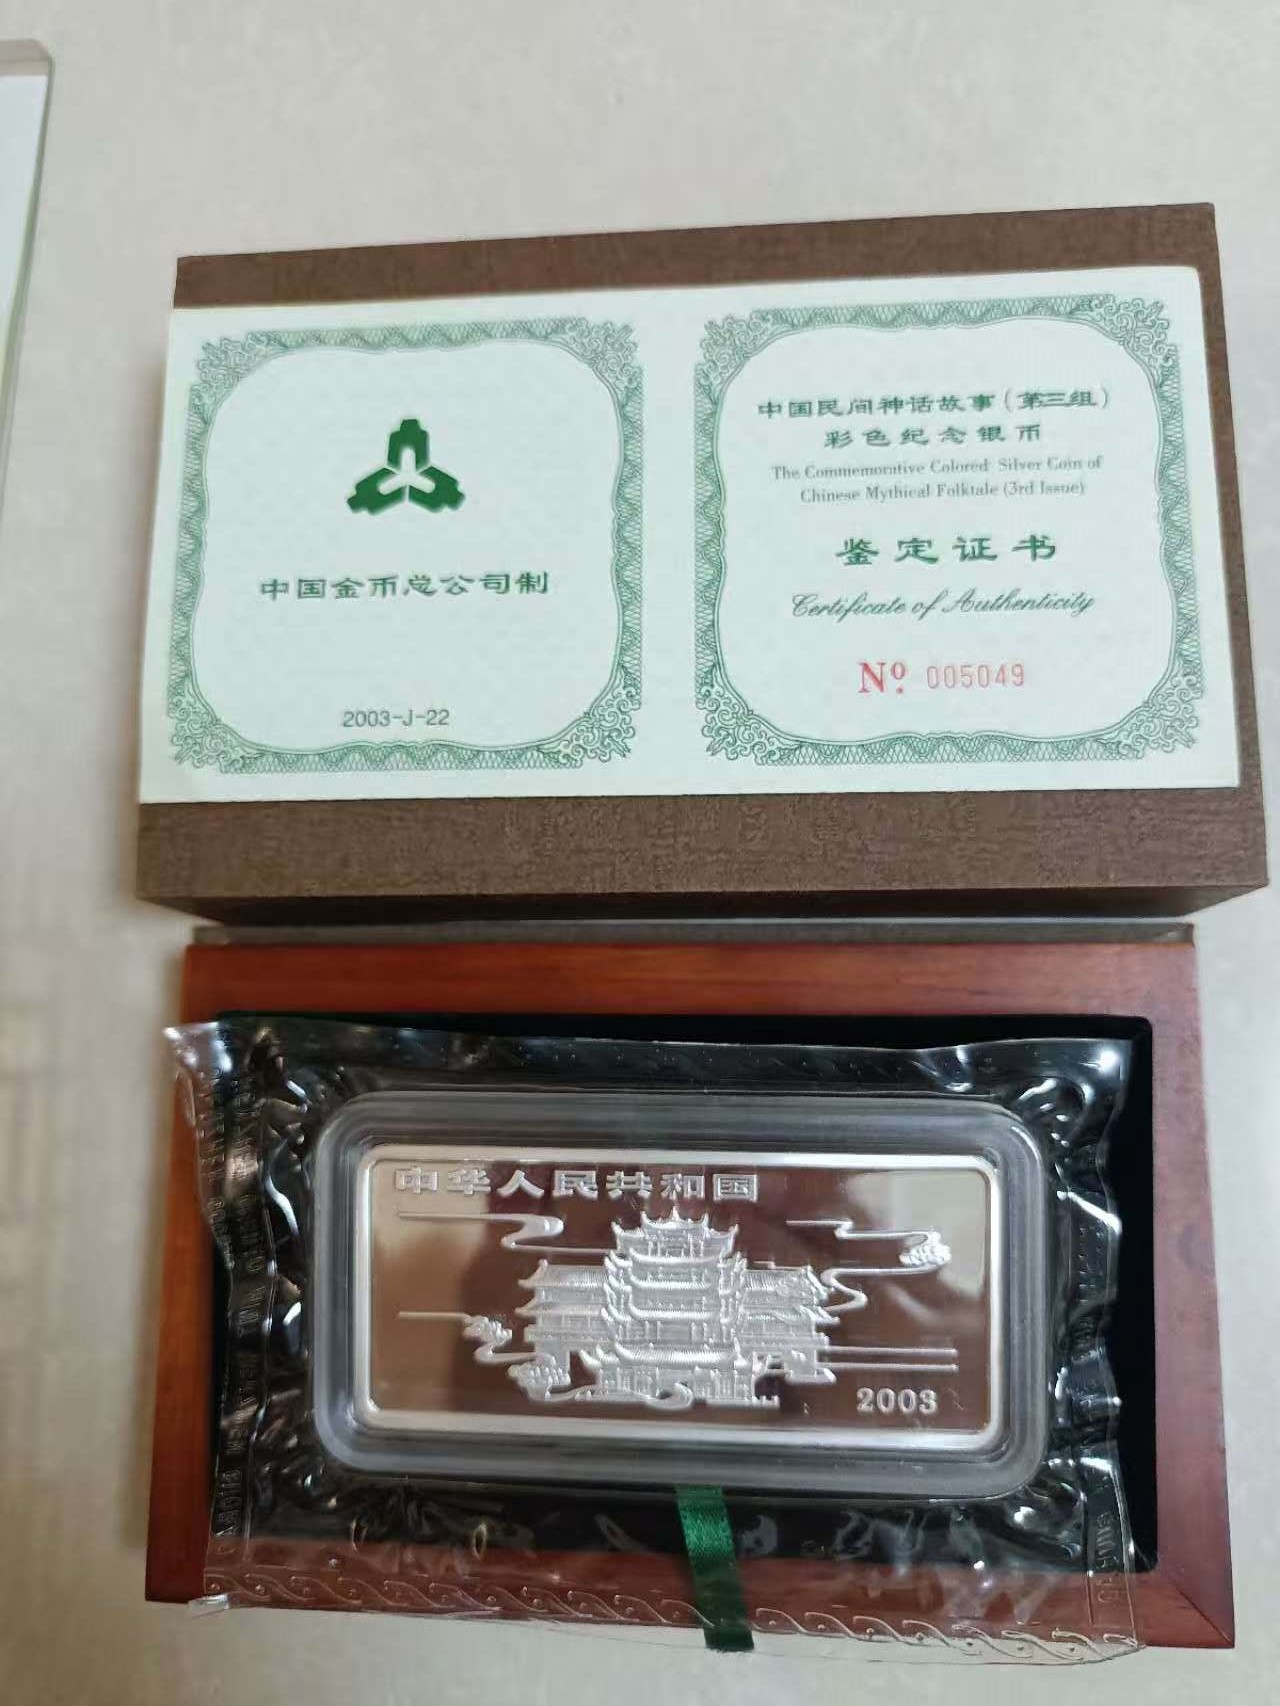 中国金币总公司制
2003-J-22
中国民间神话故事(第三组)
彩色纪念银币
The Commemorative Colored Silver Coin of
Chinese Mythical Folktale (3rd Issue)
鉴定证书
Certificate of Authenticity
Nº. 005049
中华人民共和国
2003